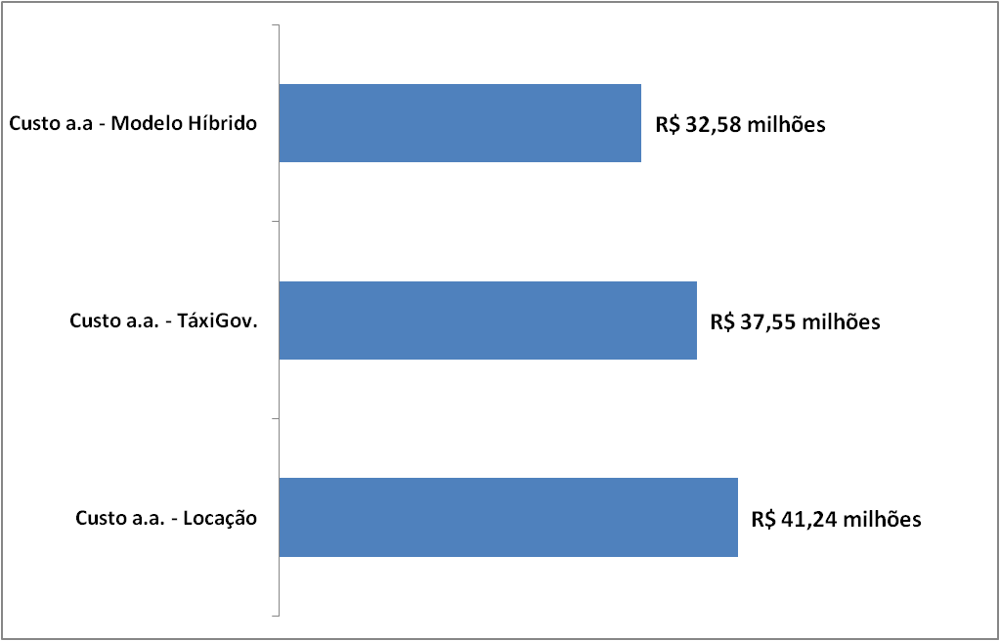 Custo a.a - Modelo Híbrido
R$ 32,58 milhões
Custo a.a. - TáxiGov.
R$ 37,55 milhões
Custo a.a. - Locação
R$ 41,24 milhões